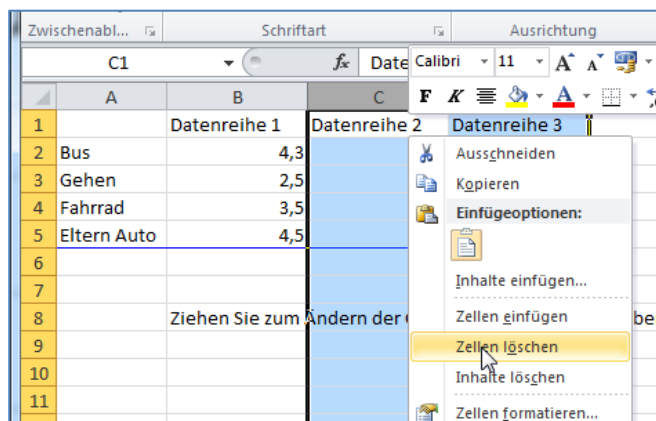 Zwischenabl... Schriftart Ausrichtung
C1 fx Date Calibri 11 A A
F K A
A B C
1 Datenreihe 1 Datenreihe 2 Datenreihe 3
2 Bus 4,3 Ausschneiden
3 Gehen 2,5 Kopieren
4 Fahrrad 3,5 Einfügeoptionen:
5 Eltern Auto 4,5
6 Inhalte einfügen...
7
8 Ziehen Sie zum Ändern der Zellen einfügen be
9 Zellen löschen
10 Inhalte löschen
11 Zellen formatieren...